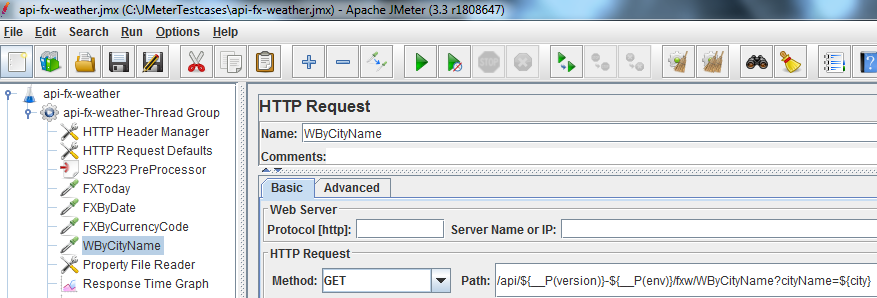 api-fx-weather.jmx (C:\JMeterTestcases\api-fx-weather.jmx) - Apache JMeter (3.3 r1808647)
File Edit Search Run Options Help
api-fx-weather
api-fx-weather-Thread Group
HTTP Header Manager
HTTP Request Defaults
JSR223 PreProcessor
FXToday
FXByDate
FXByCurrencyCode
WByCityName
Property File Reader
Response Time Graph
HTTP Request
Name: WByCityName
Comments:
Basic Advanced
Web Server
Protocol [http]: Server Name or IP:
HTTP Request
Method: GET Path: /api/${__P(version)}-${__P(env)}/fxw/WByCityName?cityName=${city}